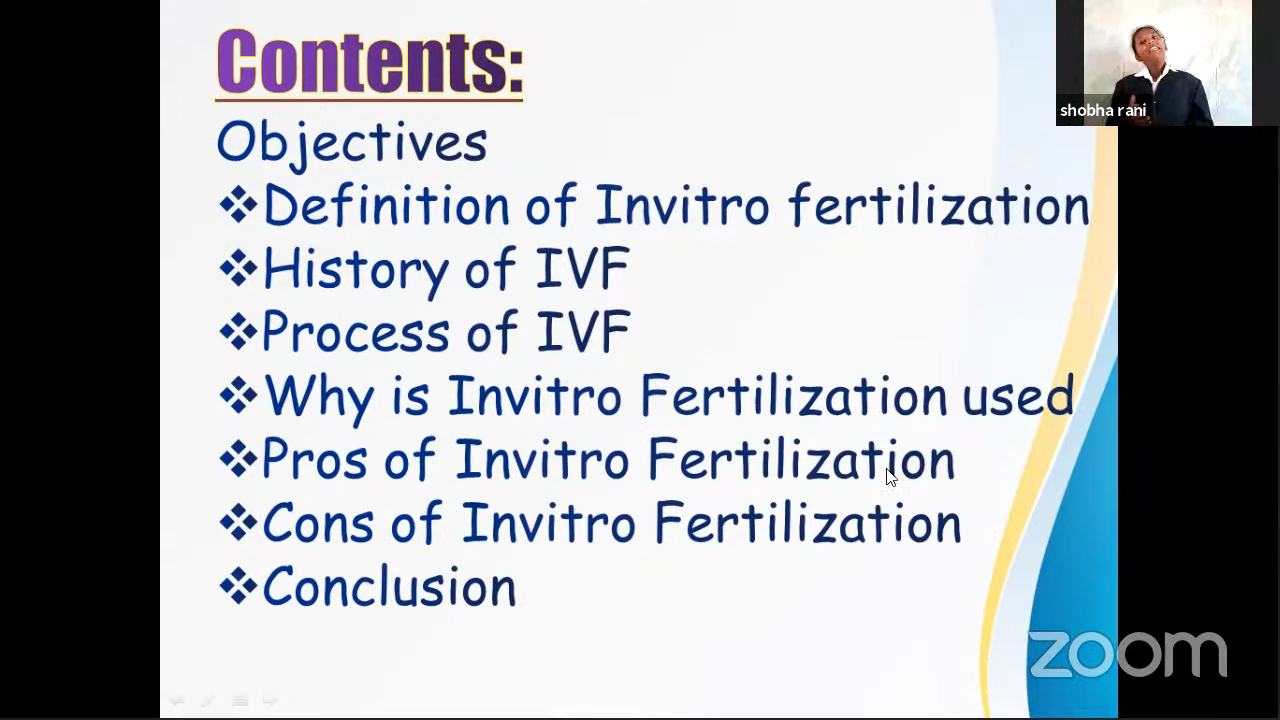 Contents:
Objectives
❖Definition of Invitro fertilization
❖History of IVF
❖Process of IVF
❖Why is Invitro Fertilization used
❖Pros of Invitro Fertilization
❖Cons of Invitro Fertilization
❖Conclusion
shobha rani
zoom